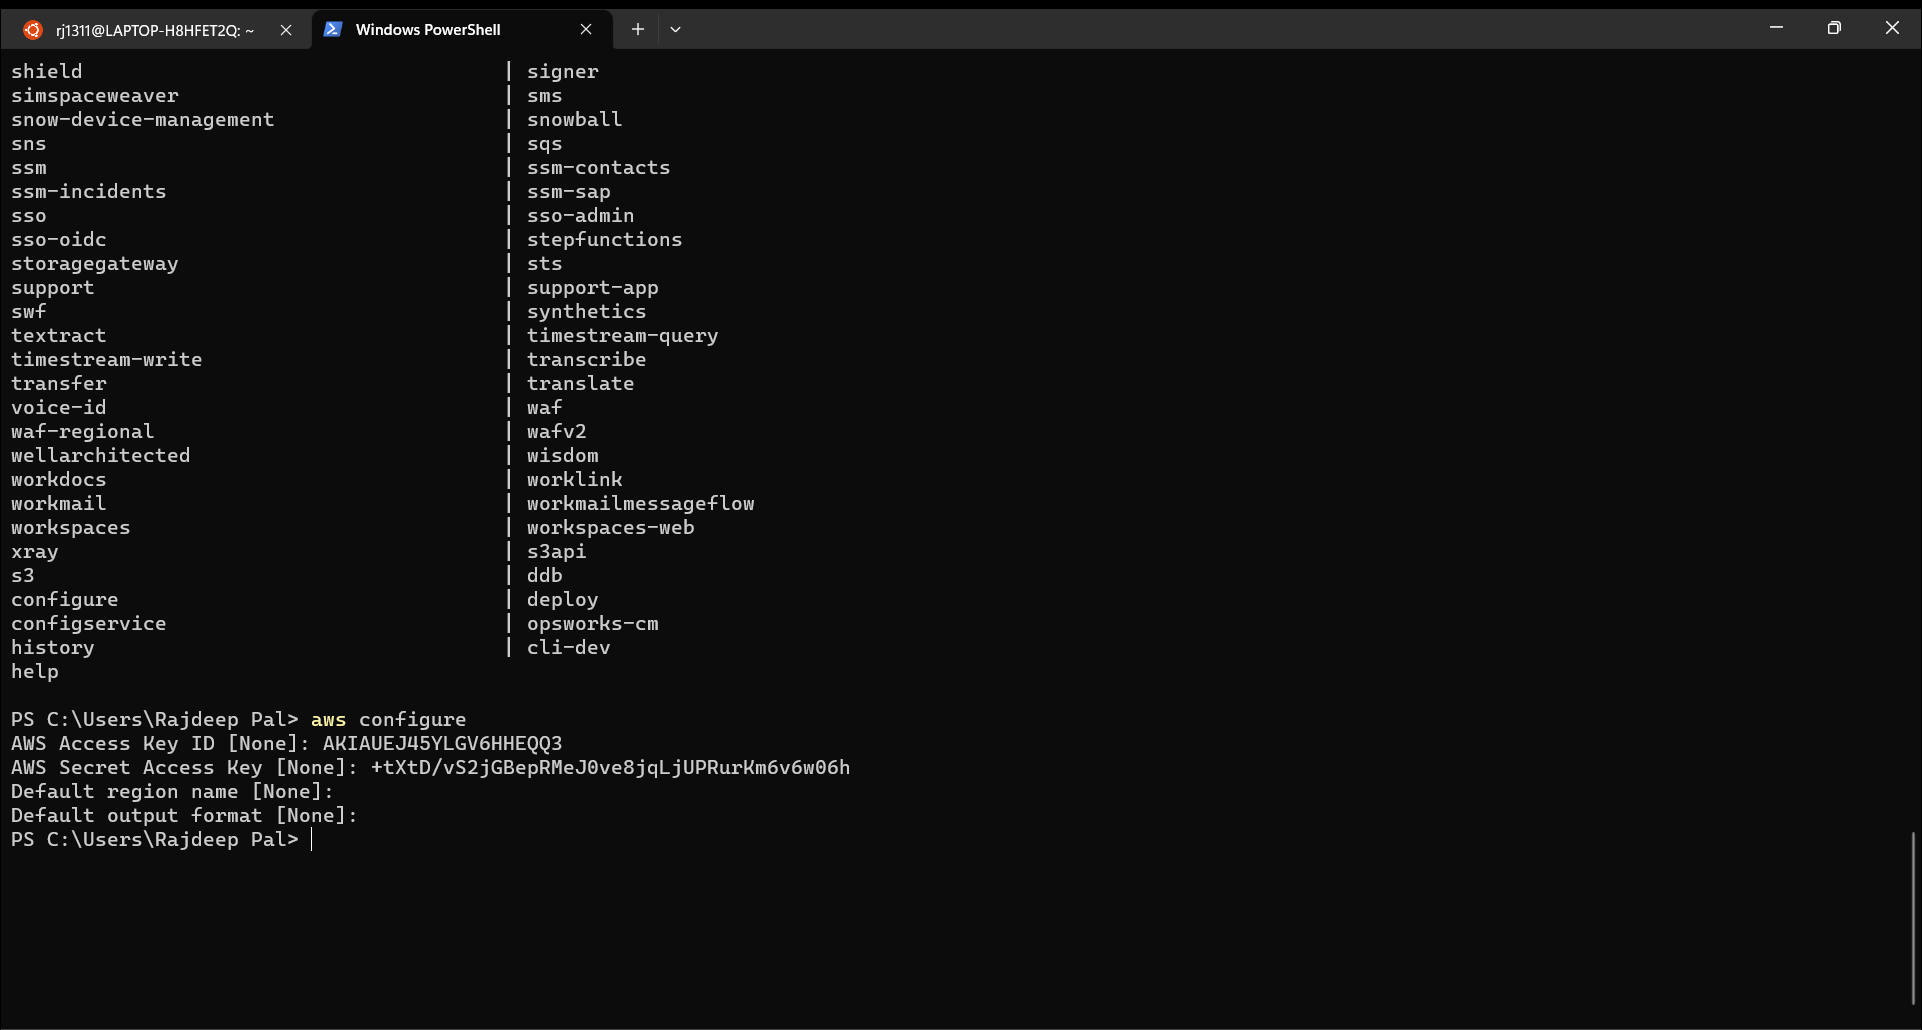 rj1311@LAPTOP-H8HFET2Q: ~ Windows PowerShell
shield | signer
simspaceweaver | sms
snow-device-management | snowball
sns | sqs
ssm | ssm-contacts
ssm-incidents | ssm-sap
sso | sso-admin
sso-oidc | stepfunctions
storagegateway | sts
support | support-app
swf | synthetics
textract | timestream-query
timestream-write | transcribe
transfer | translate
voice-id | waf
waf-regional | wafv2
wellarchitected | wisdom
workdocs | worklink
workmail | workmailmessageflow
workspaces | workspaces-web
xray | s3api
s3 | ddb
configure | deploy
configservice | opsworks-cm
history | cli-dev
help
PS C:\Users\Rajdeep Pal> aws configure
AWS Access Key ID [None]: AKIAUEJ45YLGV6HHEQQ3
AWS Secret Access Key [None]: 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
Default region name [None]:
Default output format [None]:
PS C:\Users\Rajdeep Pal>